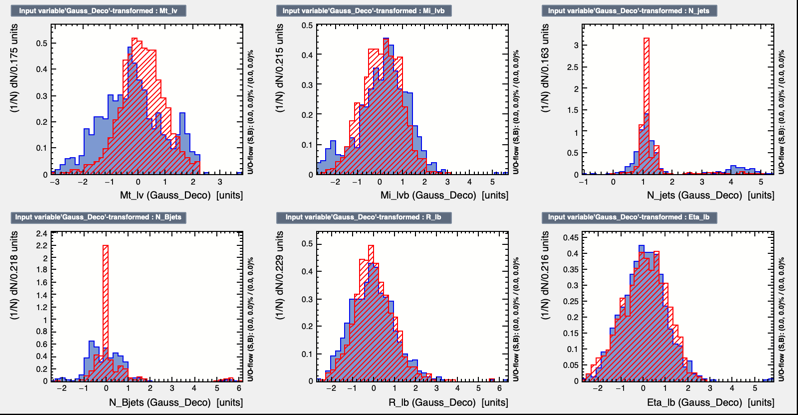 Input variable'Gauss_Deco'-transformed : Mt_lv
(1/N) dN/0.175 units
0.5
0.4
0.3
0.2
0.1
0
−3 −2 −1 0 1 2 3
Mt_lv (Gauss_Deco) [units]
U/O-flow (S,B): (0.0, 0.0)% / (0.0, 0.0)%
Input variable'Gauss_Deco'-transformed : Mi_lvb
(1/N) dN/0.215 units
0.5
0.4
0.3
0.2
0.1
0
−2 −1 0 1 2 3 4 5
Mi_lvb (Gauss_Deco) [units]
U/O-flow (S,B): (0.0, 0.0)% / (0.0, 0.0)%
Input variable'Gauss_Deco'-transformed : N_jets
(1/N) dN/0.163 units
3
2.5
2
1.5
1
0.5
0
−1 0 1 2 3 4 5
N_jets (Gauss_Deco) [units]
U/O-flow (S,B): (0.0, 0.0)% / (0.0, 0.0)%
Input variable'Gauss_Deco'-transformed : N_Bjets
(1/N) dN/0.218 units
2.4
2.2
2
1.8
1.6
1.4
1.2
1
0.8
0.6
0.4
0.2
0
−2 −1 0 1 2 3 4 5 6
N_Bjets (Gauss_Deco) [units]
U/O-flow (S,B): (0.0, 0.0)% / (0.0, 0.0)%
Input variable'Gauss_Deco'-transformed : R_lb
(1/N) dN/0.229 units
0.5
0.4
0.3
0.2
0.1
0
−2 −1 0 1 2 3 4 5 6
R_lb (Gauss_Deco) [units]
U/O-flow (S,B): (0.0, 0.0)% / (0.0, 0.0)%
Input variable'Gauss_Deco'-transformed : Eta_lb
(1/N) dN/0.216 units
0.45
0.4
0.35
0.3
0.25
0.2
0.15
0.1
0.05
0
−2 −1 0 1 2 3 4 5
Eta_lb (Gauss_Deco) [units]
U/O-flow (S,B): (0.0, 0.0)% / (0.0, 0.0)%